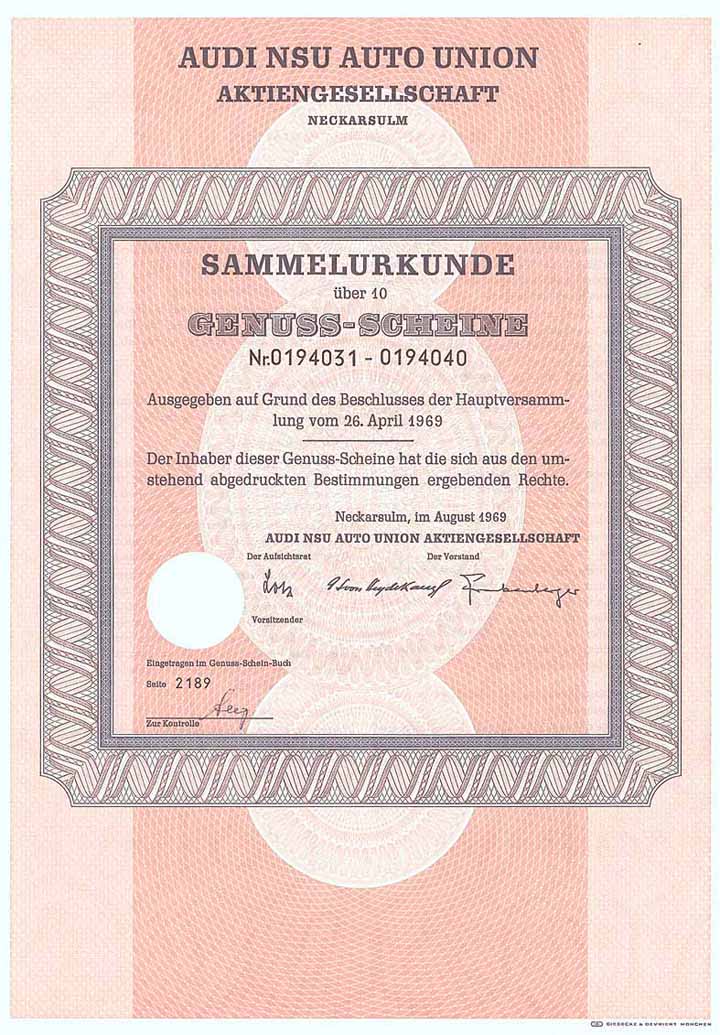 AUDI NSU AUTO UNION
AKTIENGESELLSCHAFT
NECKARSULM
SAMMELURKUNDE
über 10
GENUSS-SCHEINE
Nr.0194031 - 0194040
Ausgegeben auf Grund des Beschlusses der Hauptversamm-
lung vom 26. April 1969
Der Inhaber dieser Genuss-Scheine hat die sich aus den um-
stehend abgedruckten Bestimmungen ergebenden Rechte.
Neckarsulm, im August 1969
AUDI NSU AUTO UNION AKTIENGESELLSCHAFT
Der Aufsichtsrat Der Vorstand
Lotz
Vorsitzender
Eingetragen im Genuss-Schein-Buch
Seite 2189
Zur Kontrolle
GIESECKE & DEVRIENT MÜNCHEN